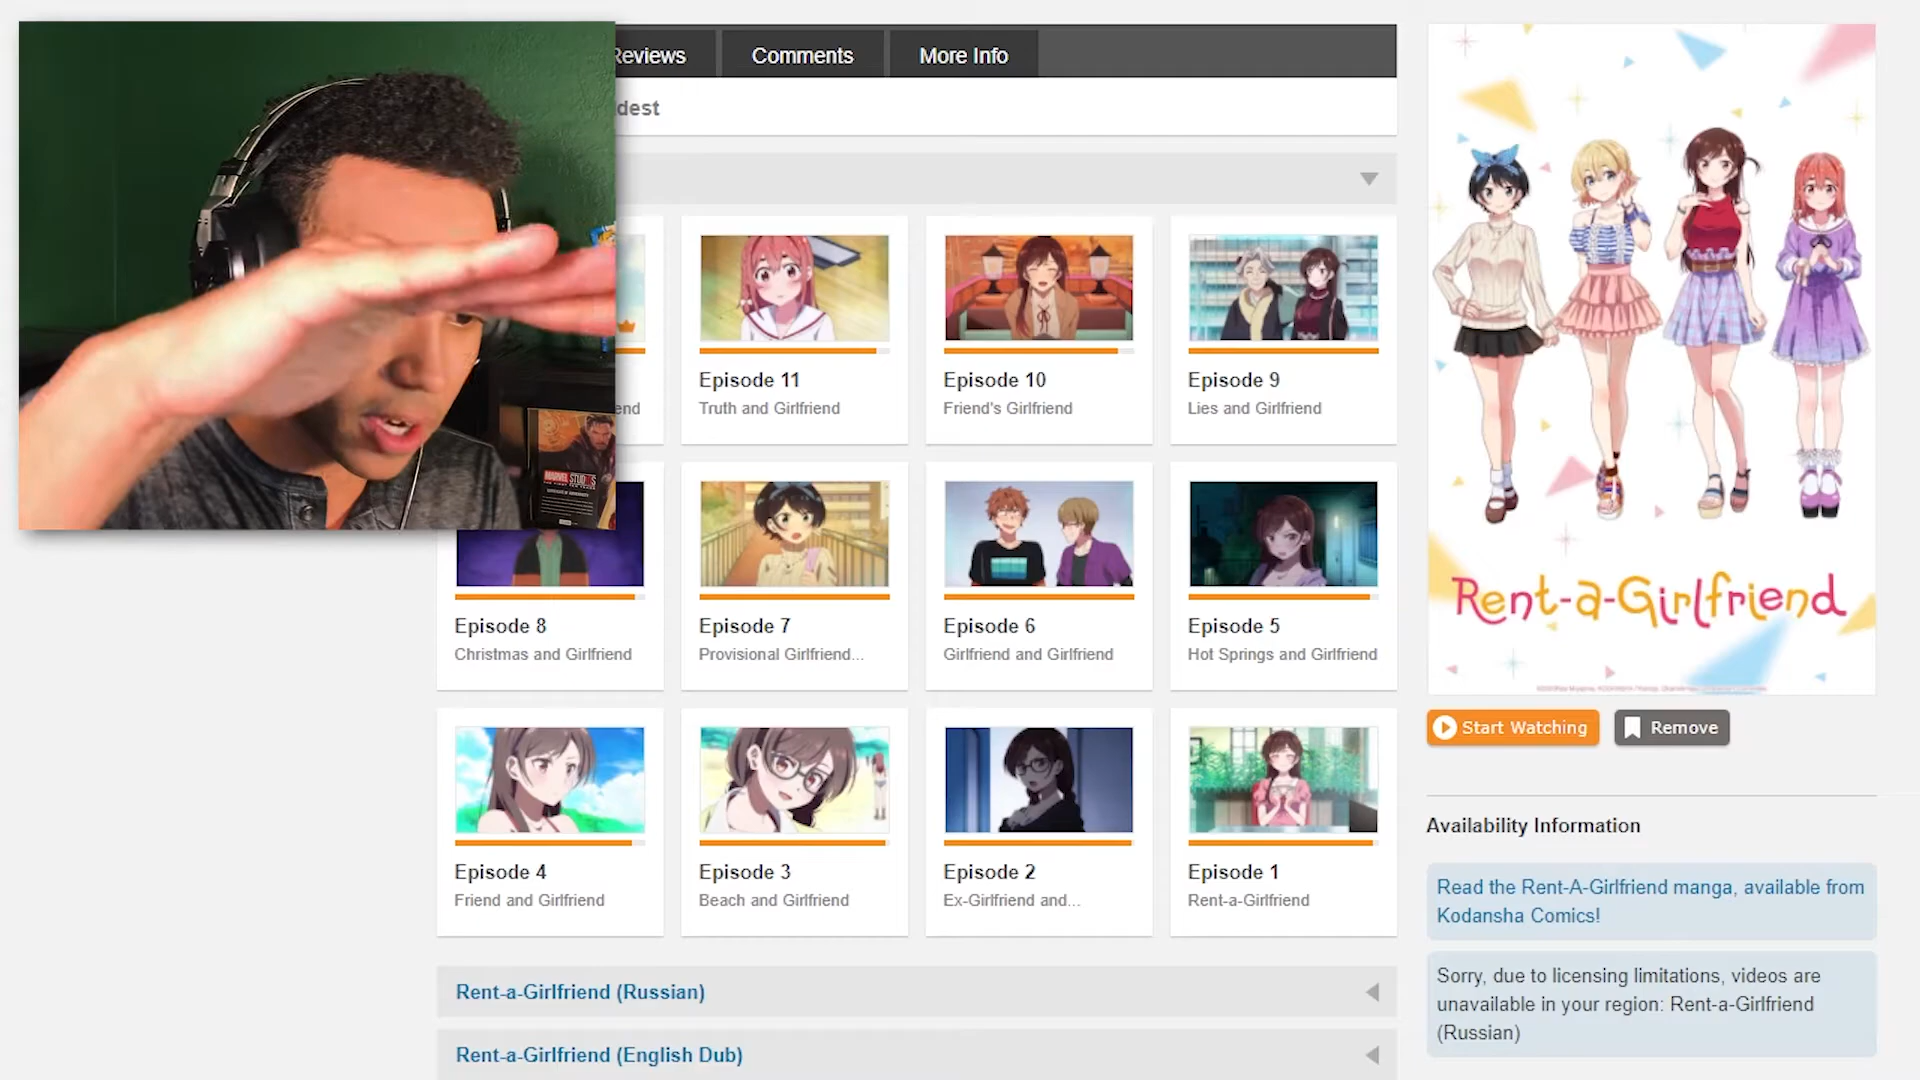 Reviews
Comments
More Info
dest
end
Episode 11
Truth and Girlfriend
Episode 10
Friend's Girlfriend
Episode 9
Lies and Girlfriend
Episode 8
Christmas and Girlfriend
Episode 7
Provisional Girlfriend...
Episode 6
Girlfriend and Girlfriend
Episode 5
Hot Springs and Girlfriend
Episode 4
Friend and Girlfriend
Episode 3
Beach and Girlfriend
Episode 2
Ex-Girlfriend and...
Episode 1
Rent-a-Girlfriend
Rent-a-Girlfriend (Russian)
Rent-a-Girlfriend (English Dub)
Rent-a-Girlfriend
Start Watching
Remove
Availability Information
Read the Rent-A-Girlfriend manga, available from
Kodansha Comics!
Sorry, due to licensing limitations, videos are
unavailable in your region: Rent-a-Girlfriend
(Russian)
MARVEL STUDIOS